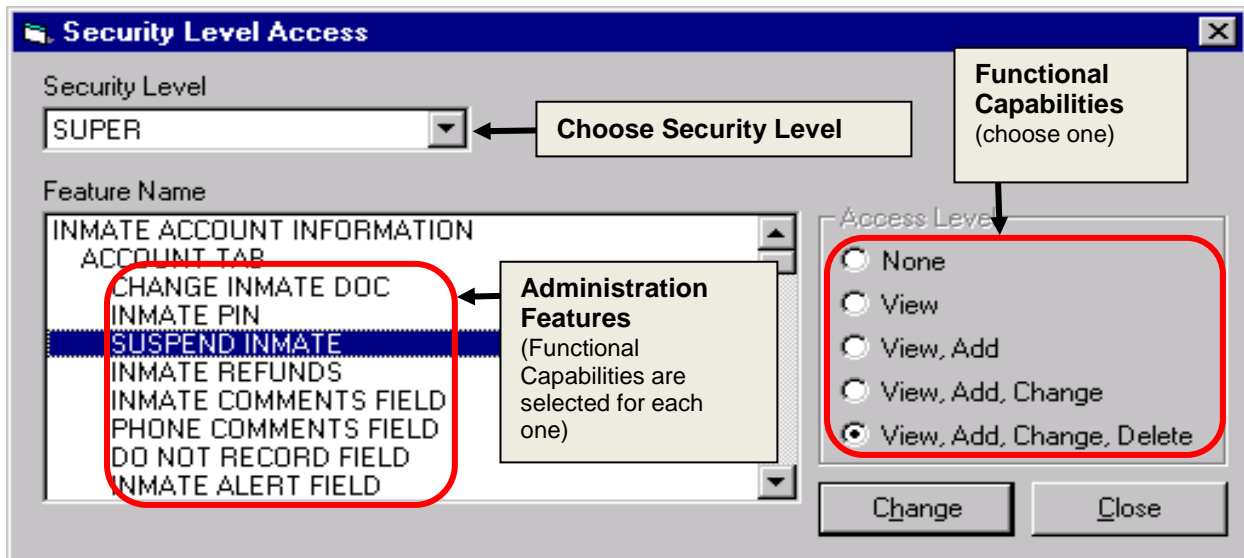 Security Level Access
Security Level
SUPER
Choose Security Level
Functional
Capabilities
(choose one)
Feature Name
INMATE ACCOUNT INFORMATION
ACCOUNT TAB
CHANGE INMATE DOC
INMATE PIN
SUSPEND INMATE
INMATE REFUNDS
INMATE COMMENTS FIELD
PHONE COMMENTS FIELD
DO NOT RECORD FIELD
INMATE ALERT FIELD
Administration
Features
(Functional
Capabilities are
selected for each
one)
Access Level
None
View
View, Add
View, Add, Change
View, Add, Change, Delete
Change
Close